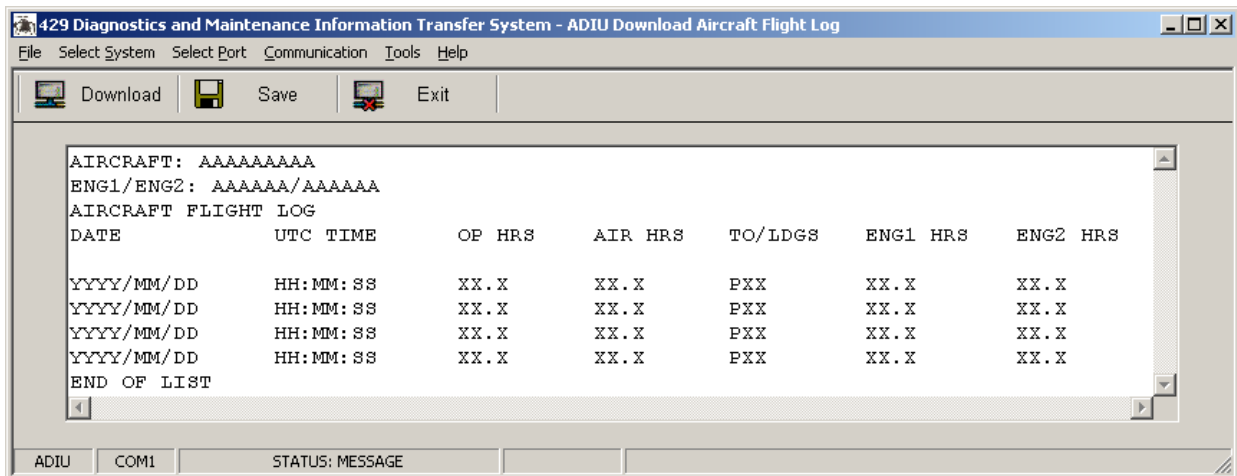 429 Diagnostics and Maintenance Information Transfer System - ADIU Download Aircraft Flight Log
File Select System Select Port Communication Tools Help
Download Save Exit
AIRCRAFT: AAAAAAAAA
ENG1/ENG2: AAAAAA/AAAAAA
AIRCRAFT FLIGHT LOG
DATE UTC TIME OP HRS AIR HRS TO/LDGS ENG1 HRS ENG2 HRS
YYYY/MM/DD HH:MM:SS XX.X XX.X PXX XX.X XX.X
YYYY/MM/DD HH:MM:SS XX.X XX.X PXX XX.X XX.X
YYYY/MM/DD HH:MM:SS XX.X XX.X PXX XX.X XX.X
YYYY/MM/DD HH:MM:SS XX.X XX.X PXX XX.X XX.X
END OF LIST
ADIU COM1 STATUS: MESSAGE